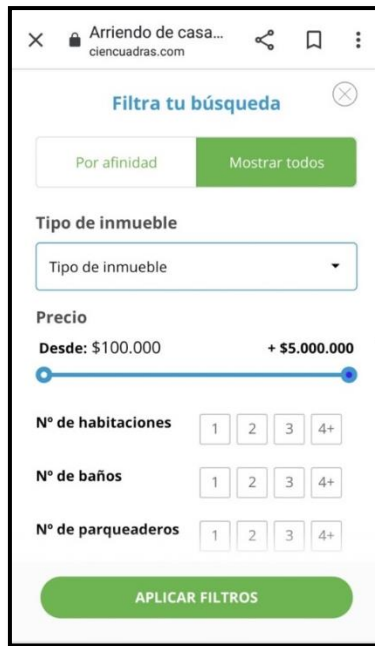 Arriendo de casa...
ciencuadras.com
Filtra tu búsqueda
Por afinidad Mostrar todos
Tipo de inmueble
Tipo de inmueble
Precio
Desde: $100.000 + $5.000.000
Nº de habitaciones 1 2 3 4+
Nº de baños 1 2 3 4+
Nº de parqueaderos 1 2 3 4+
APLICAR FILTROS